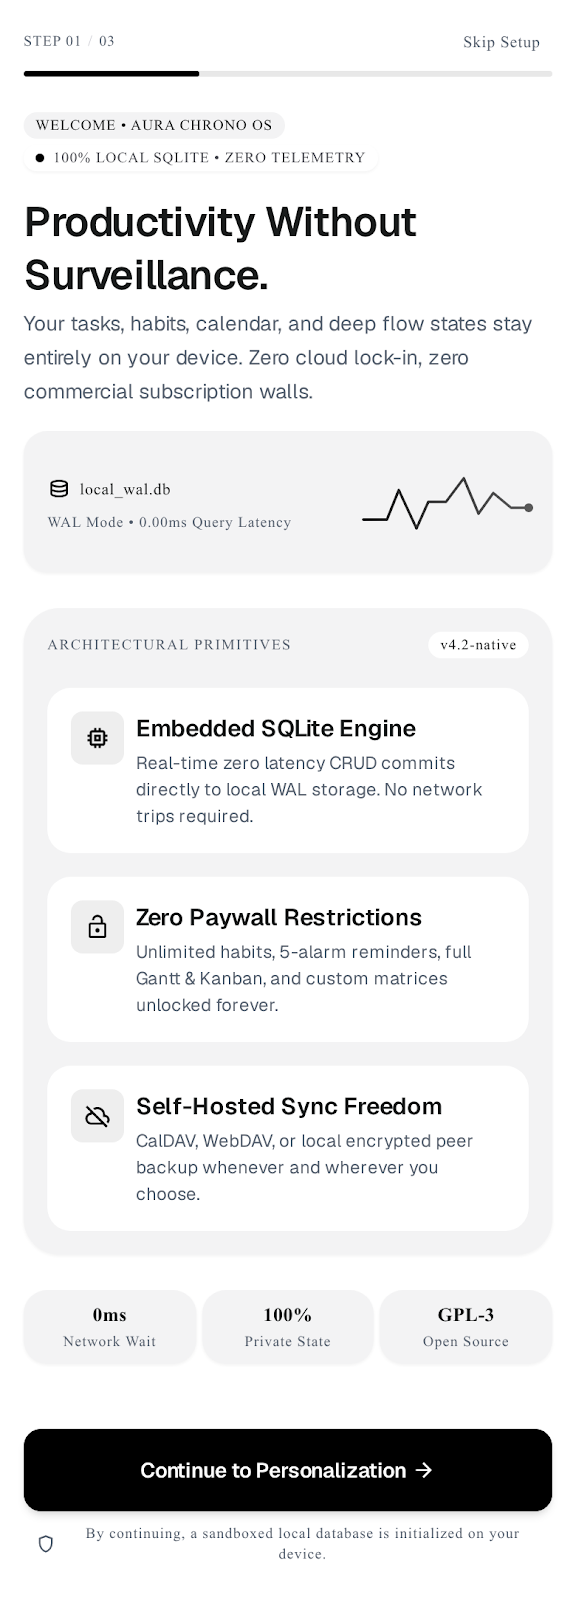 STEP 01 / 03
Skip Setup
WELCOME • AURA CHRONO OS
100% LOCAL SQLITE • ZERO TELEMETRY
Productivity Without
Surveillance.
Your tasks, habits, calendar, and deep flow states stay
entirely on your device. Zero cloud lock-in, zero
commercial subscription walls.
local_wal.db
WAL Mode • 0.00ms Query Latency
ARCHITECTURAL PRIMITIVES
v4.2-native
Embedded SQLite Engine
Real-time zero latency CRUD commits
directly to local WAL storage. No network
trips required.
Zero Paywall Restrictions
Unlimited habits, 5-alarm reminders, full
Gantt & Kanban, and custom matrices
unlocked forever.
Self-Hosted Sync Freedom
CalDAV, WebDAV, or local encrypted peer
backup whenever and wherever you
choose.
0ms
Network Wait
100%
Private State
GPL-3
Open Source
Continue to Personalization →
By continuing, a sandboxed local database is initialized on your
device.